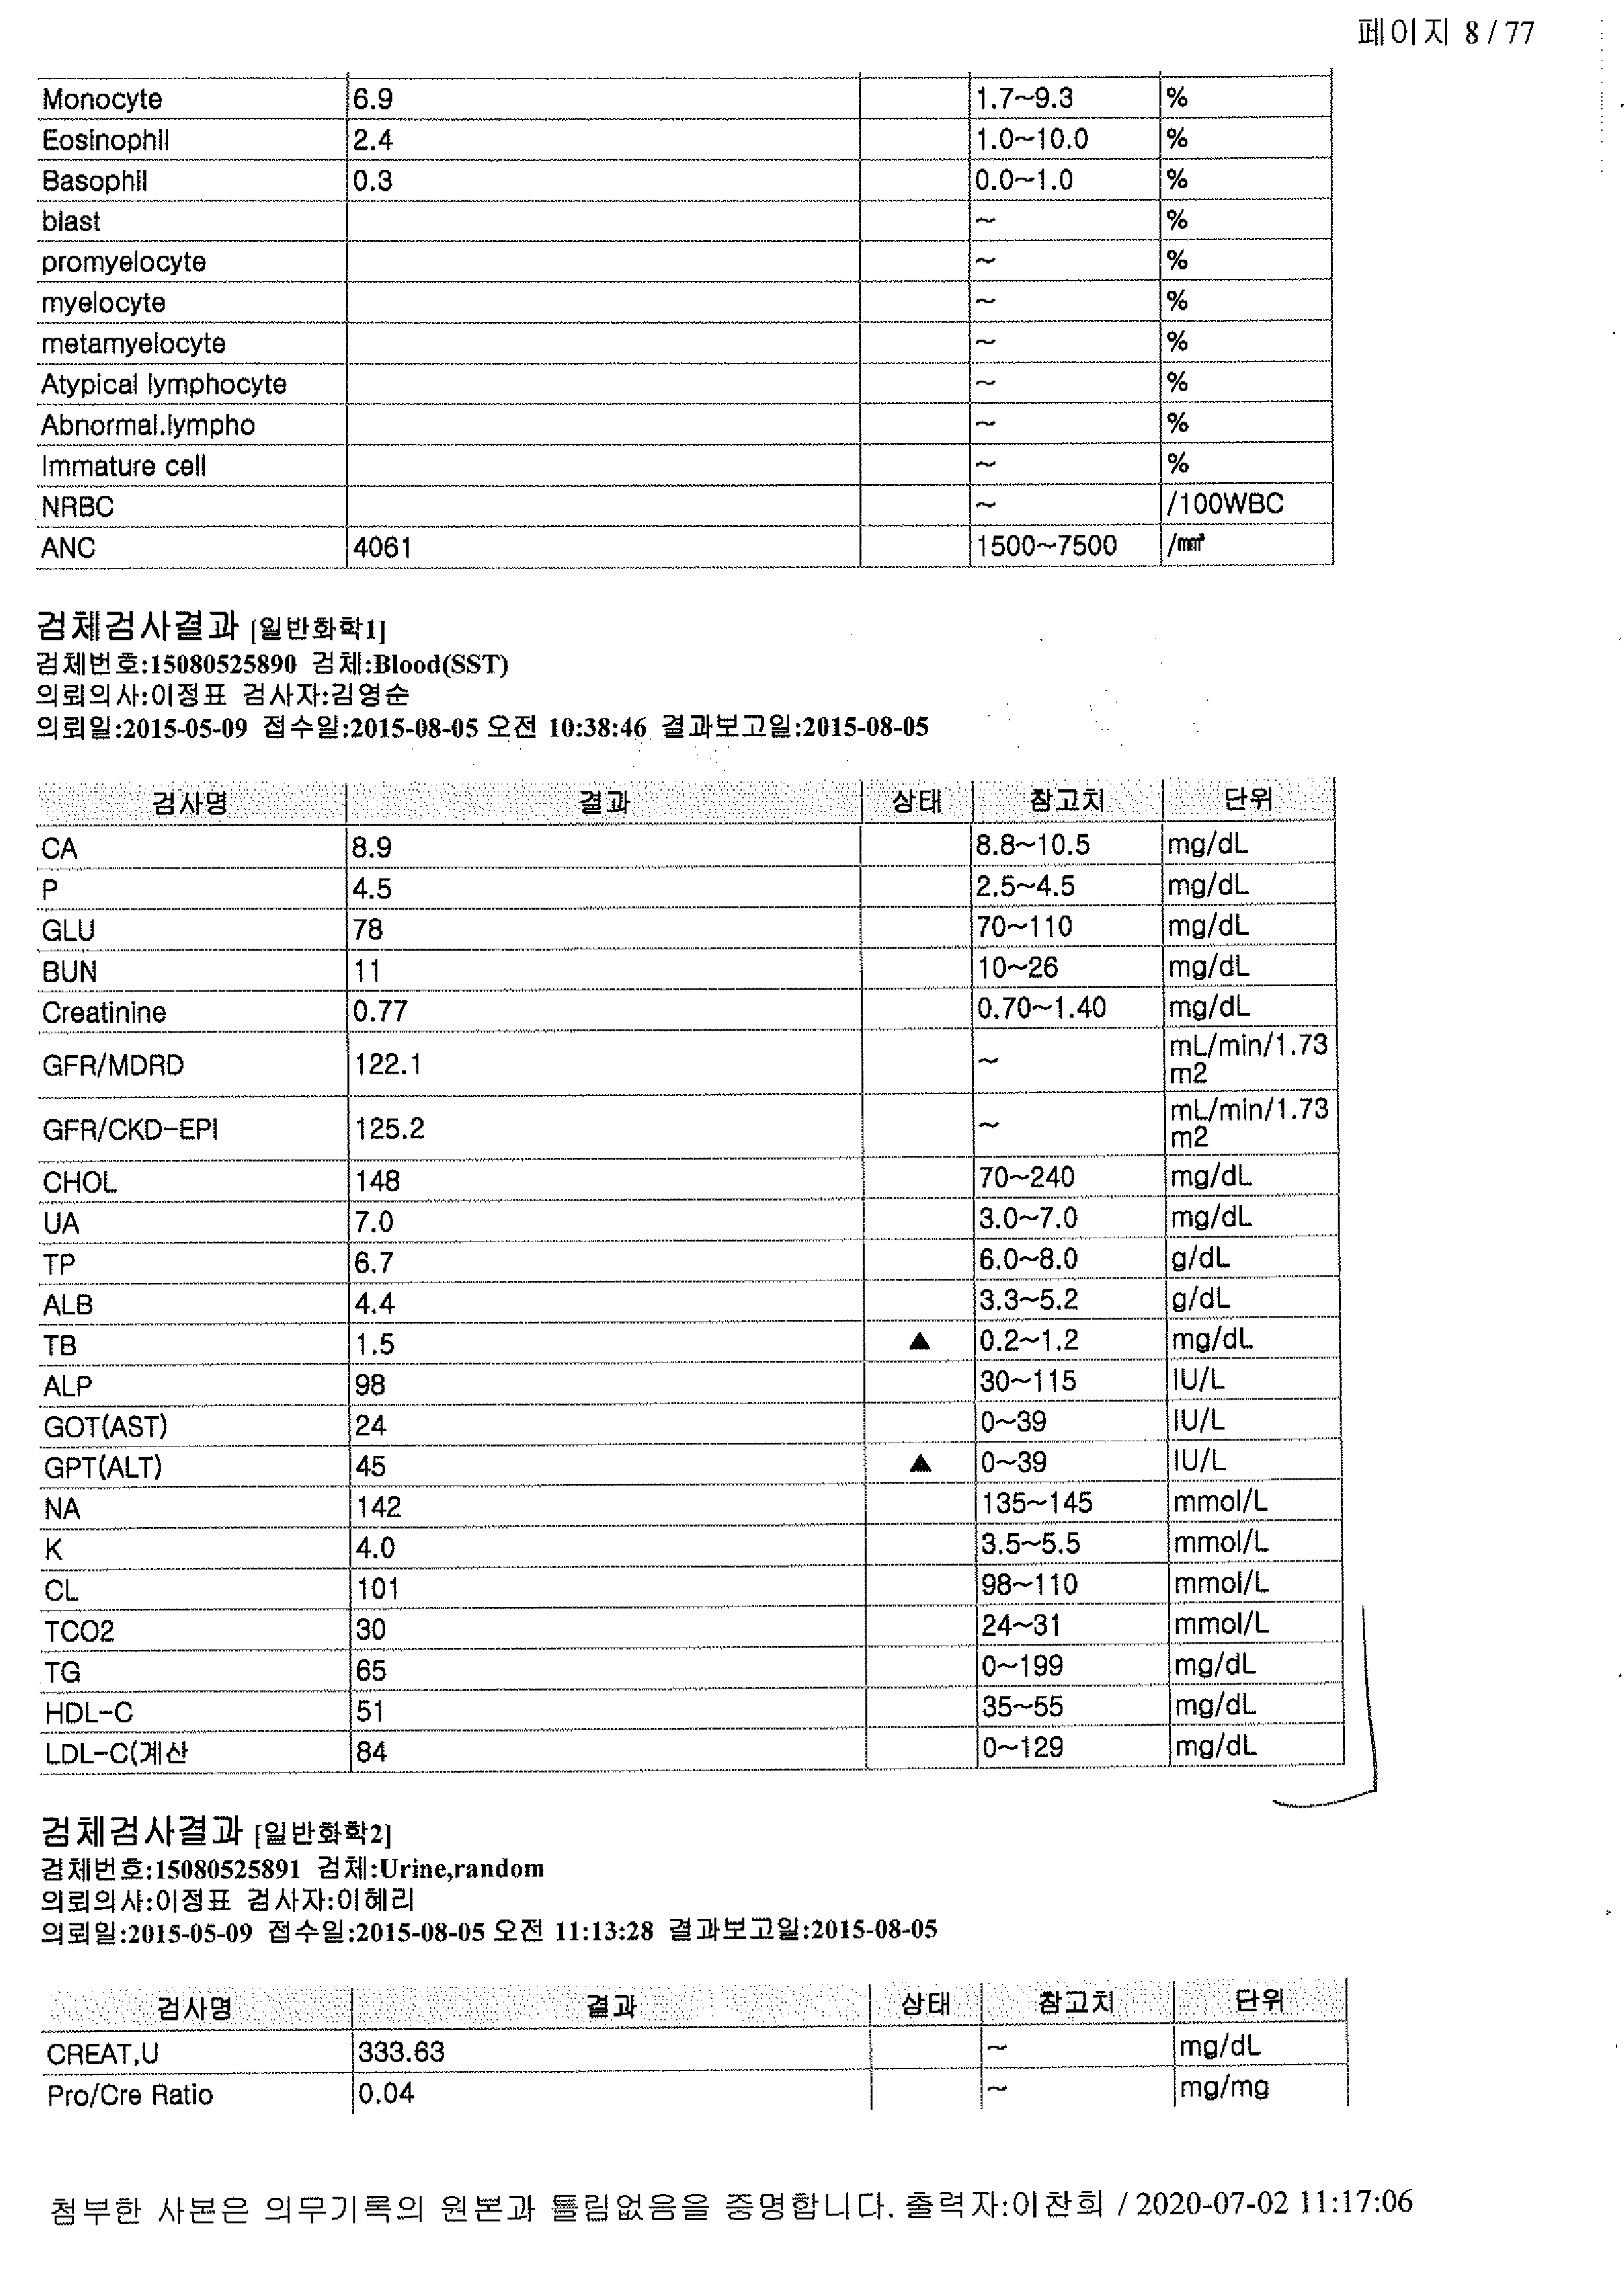 페이지 8 / 77
Monocyte 6.9 1.7~9.3 %
Eosinophil 2.4 1.0~10.0 %
Basophil 0.3 0.0~1.0 %
blast ~ %
promyelocyte ~ %
myelocyte ~ %
metamyelocyte ~ %
Atypical lymphocyte ~ %
Abnormal.lympho ~ %
Immature cell ~ %
NRBC ~ /100WBC
ANC 4061 1500~7500 /㎣
검체검사결과 [일반화학1]
검체번호:15080525890 검체:Blood(SST)
의뢰의사:이정표 검사자:김영순
의뢰일:2015-05-09 접수일:2015-08-05 오전 10:38:46 결과보고일:2015-08-05
검사명 결과 상태 참고치 단위
CA 8.9 8.8~10.5 mg/dL
P 4.5 2.5~4.5 mg/dL
GLU 78 70~110 mg/dL
BUN 11 10~26 mg/dL
Creatinine 0.77 0.70~1.40 mg/dL
GFR/MDRD 122.1 ~ mL/min/1.73
m2
GFR/CKD-EPI 125.2 ~ mL/min/1.73
m2
CHOL 148 70~240 mg/dL
UA 7.0 3.0~7.0 mg/dL
TP 6.7 6.0~8.0 g/dL
ALB 4.4 3.3~5.2 g/dL
TB 1.5 ▲ 0.2~1.2 mg/dL
ALP 98 30~115 IU/L
GOT(AST) 24 0~39 IU/L
GPT(ALT) 45 ▲ 0~39 IU/L
NA 142 135~145 mmol/L
K 4.0 3.5~5.5 mmol/L
CL 101 98~110 mmol/L
TCO2 30 24~31 mmol/L
TG 65 0~199 mg/dL
HDL-C 51 35~55 mg/dL
LDL-C(계산 84 0~129 mg/dL
검체검사결과 [일반화학2]
검체번호:15080525891 검체:Urine,random
의뢰의사:이정표 검사자:이혜리
의뢰일:2015-05-09 접수일:2015-08-05 오전 11:13:28 결과보고일:2015-08-05
검사명 결과 상태 참고치 단위
CREAT,U 333.63 ~ mg/dL
Pro/Cre Ratio 0.04 ~ mg/mg
첨부한 사본은 의무기록의 원본과 틀림없음을 증명합니다. 출력자:이찬희 / 2020-07-02 11:17:06